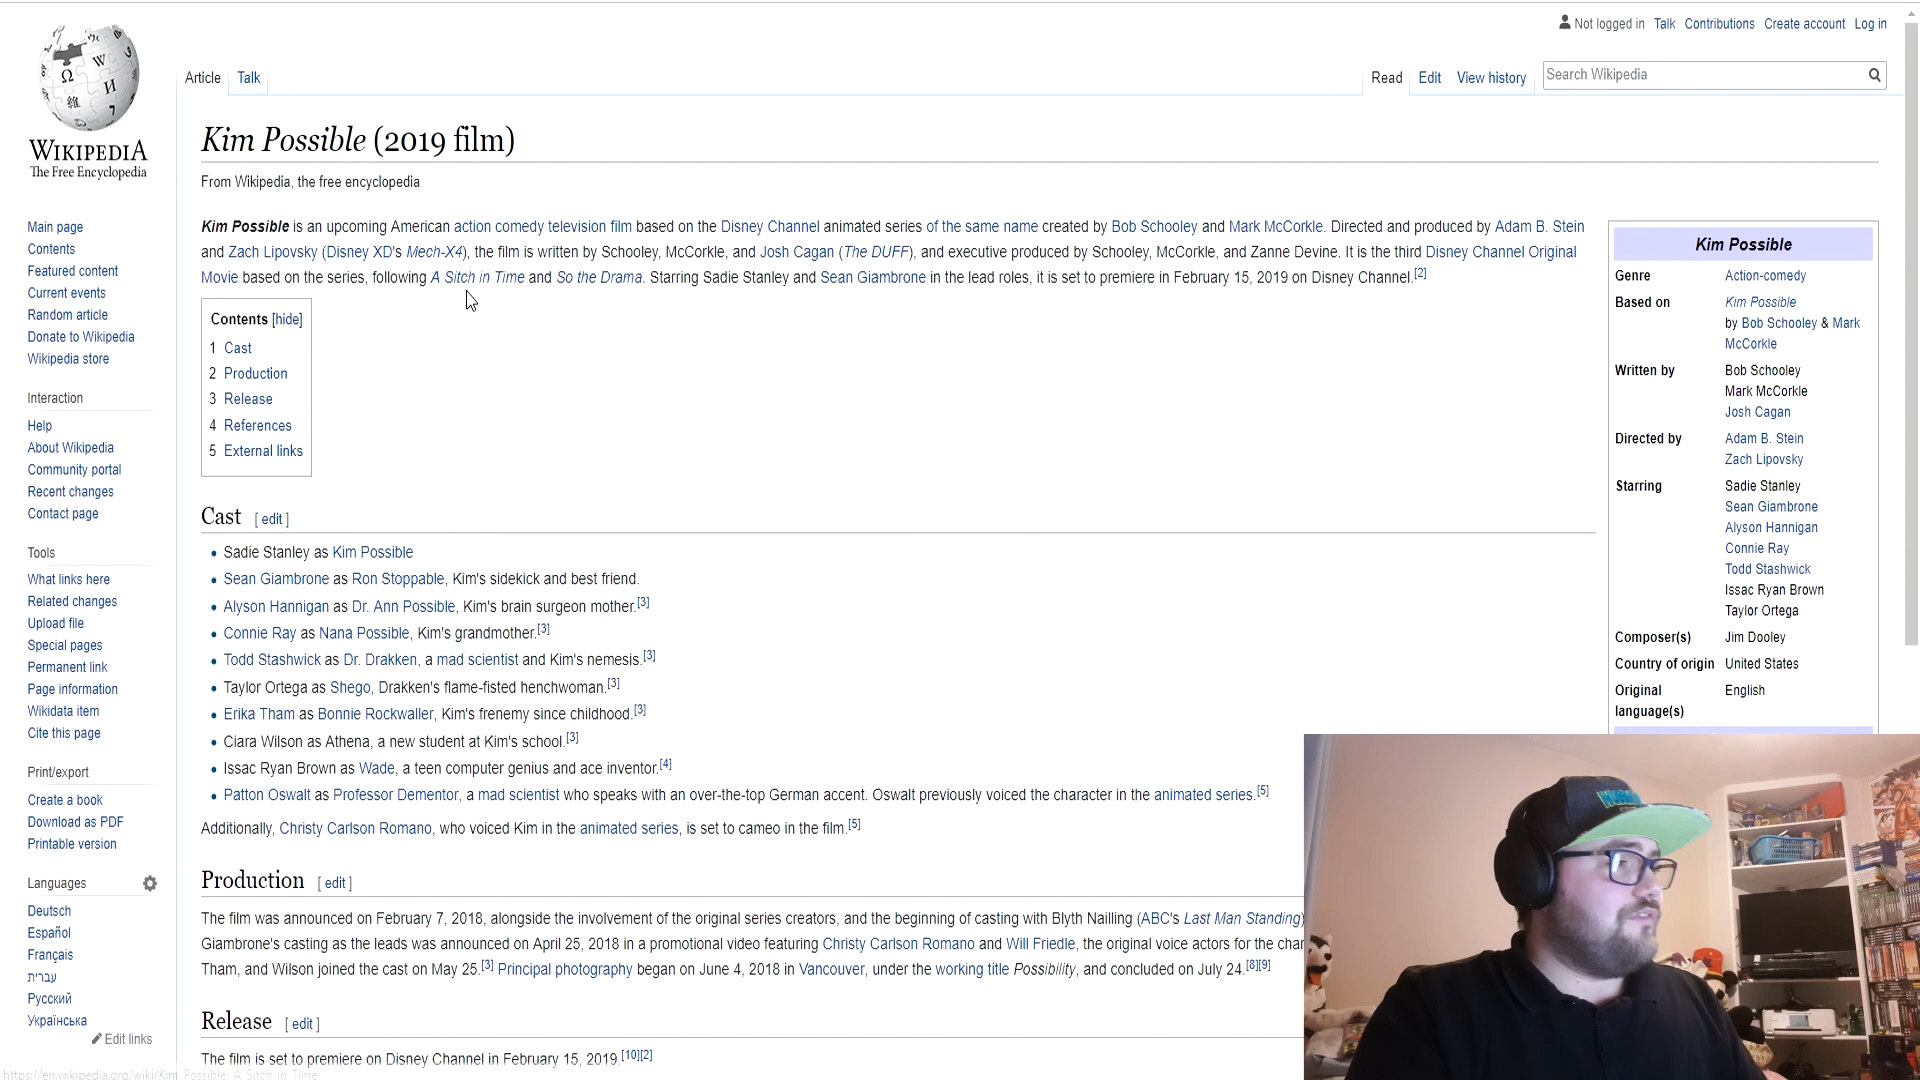 Not logged in Talk Contributions Create account Log in
Article Talk Read Edit View history Search Wikipedia
WIKIPEDIA
The Free Encyclopedia
Main page
Contents
Featured content
Current events
Random article
Donate to Wikipedia
Wikipedia store
Interaction
Help
About Wikipedia
Community portal
Recent changes
Contact page
Tools
What links here
Related changes
Upload file
Special pages
Permanent link
Page information
Wikidata item
Cite this page
Print/export
Create a book
Download as PDF
Printable version
Languages
Deutsch
Español
Français
עברית
Русский
Українська
Edit links
Kim Possible (2019 film)
From Wikipedia, the free encyclopedia
Kim Possible is an upcoming American action comedy television film based on the Disney Channel animated series of the same name created by Bob Schooley and Mark McCorkle. Directed and produced by Adam B. Stein
and Zach Lipovsky (Disney XD's Mech-X4), the film is written by Schooley, McCorkle, and Josh Cagan (The DUFF), and executive produced by Schooley, McCorkle, and Zanne Devine. It is the third Disney Channel Original
Movie based on the series, following A Sitch in Time and So the Drama. Starring Sadie Stanley and Sean Giambrone in the lead roles, it is set to premiere in February 15, 2019 on Disney Channel.[2]
Contents [hide]
1 Cast
2 Production
3 Release
4 References
5 External links
Cast [ edit ]
Sadie Stanley as Kim Possible
Sean Giambrone as Ron Stoppable, Kim's sidekick and best friend.
Alyson Hannigan as Dr. Ann Possible, Kim's brain surgeon mother.[3]
Connie Ray as Nana Possible, Kim's grandmother.[3]
Todd Stashwick as Dr. Drakken, a mad scientist and Kim's nemesis.[3]
Taylor Ortega as Shego, Drakken's flame-fisted henchwoman.[3]
Erika Tham as Bonnie Rockwaller, Kim's frenemy since childhood.[3]
Ciara Wilson as Athena, a new student at Kim's school.[3]
Issac Ryan Brown as Wade, a teen computer genius and ace inventor.[4]
Patton Oswalt as Professor Dementor, a mad scientist who speaks with an over-the-top German accent. Oswalt previously voiced the character in the animated series.[5]
Additionally, Christy Carlson Romano, who voiced Kim in the animated series, is set to cameo in the film.[5]
Production [ edit ]
The film was announced on February 7, 2018, alongside the involvement of the original series creators, and the beginning of casting with Blyth Nailling (ABC's Last Man Standing)
Giambrone's casting as the leads was announced on April 25, 2018 in a promotional video featuring Christy Carlson Romano and Will Friedle, the original voice actors for the char
Tham, and Wilson joined the cast on May 25.[3] Principal photography began on June 4, 2018 in Vancouver, under the working title Possibility, and concluded on July 24.[8][9]
Release [ edit ]
The film is set to premiere on Disney Channel in February 15, 2019.[10][2]
Kim Possible
Genre Action-comedy
Based on Kim Possible
by Bob Schooley & Mark
McCorkle
Written by Bob Schooley
Mark McCorkle
Josh Cagan
Directed by Adam B. Stein
Zach Lipovsky
Starring Sadie Stanley
Sean Giambrone
Alyson Hannigan
Connie Ray
Todd Stashwick
Issac Ryan Brown
Taylor Ortega
Composer(s) Jim Dooley
Country of origin United States
Original English
language(s)
https://en.wikipedia.org/wiki/Kim_Possible:_A_Sitch_in_Time